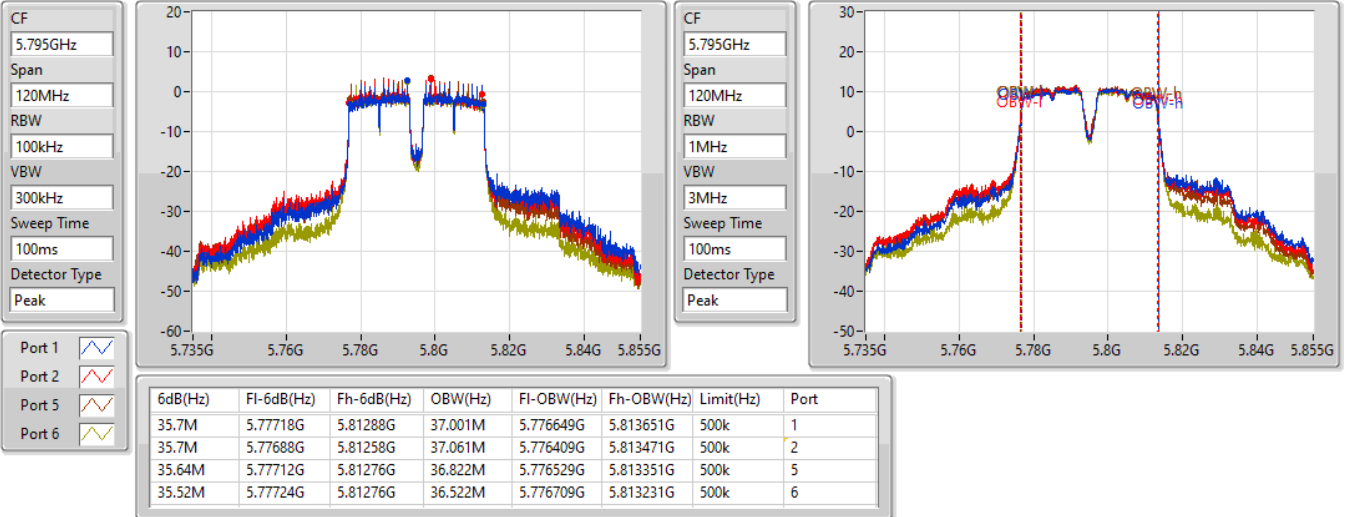 CF
5.795GHz
Span
120MHz
RBW
100kHz
VBW
300kHz
Sweep Time
100ms
Detector Type
Peak
Port 1
Port 2
Port 5
Port 6
10
0
-10
-20
-30
-40
-50
-60
5.735G 5.76G 5.78G 5.8G 5.82G 5.84G 5.855G
CF
5.795GHz
Span
120MHz
RBW
1MHz
VBW
3MHz
Sweep Time
100ms
Detector Type
Peak
30
20
10
0
-10
-20
-30
-40
-50
OBW-l
OBW-h
OBW-h
5.735G 5.76G 5.78G 5.8G 5.82G 5.84G 5.855G
6dB(Hz) Fl-6dB(Hz) Fh-6dB(Hz) OBW(Hz) Fl-OBW(Hz) Fh-OBW(Hz) Limit(Hz) Port
35.7M 5.77718G 5.81288G 37.001M 5.776649G 5.813651G 500k 1
35.7M 5.77688G 5.81258G 37.061M 5.776409G 5.813471G 500k 2
35.64M 5.77712G 5.81276G 36.822M 5.776529G 5.813351G 500k 5
35.52M 5.77724G 5.81276G 36.522M 5.776709G 5.813231G 500k 6